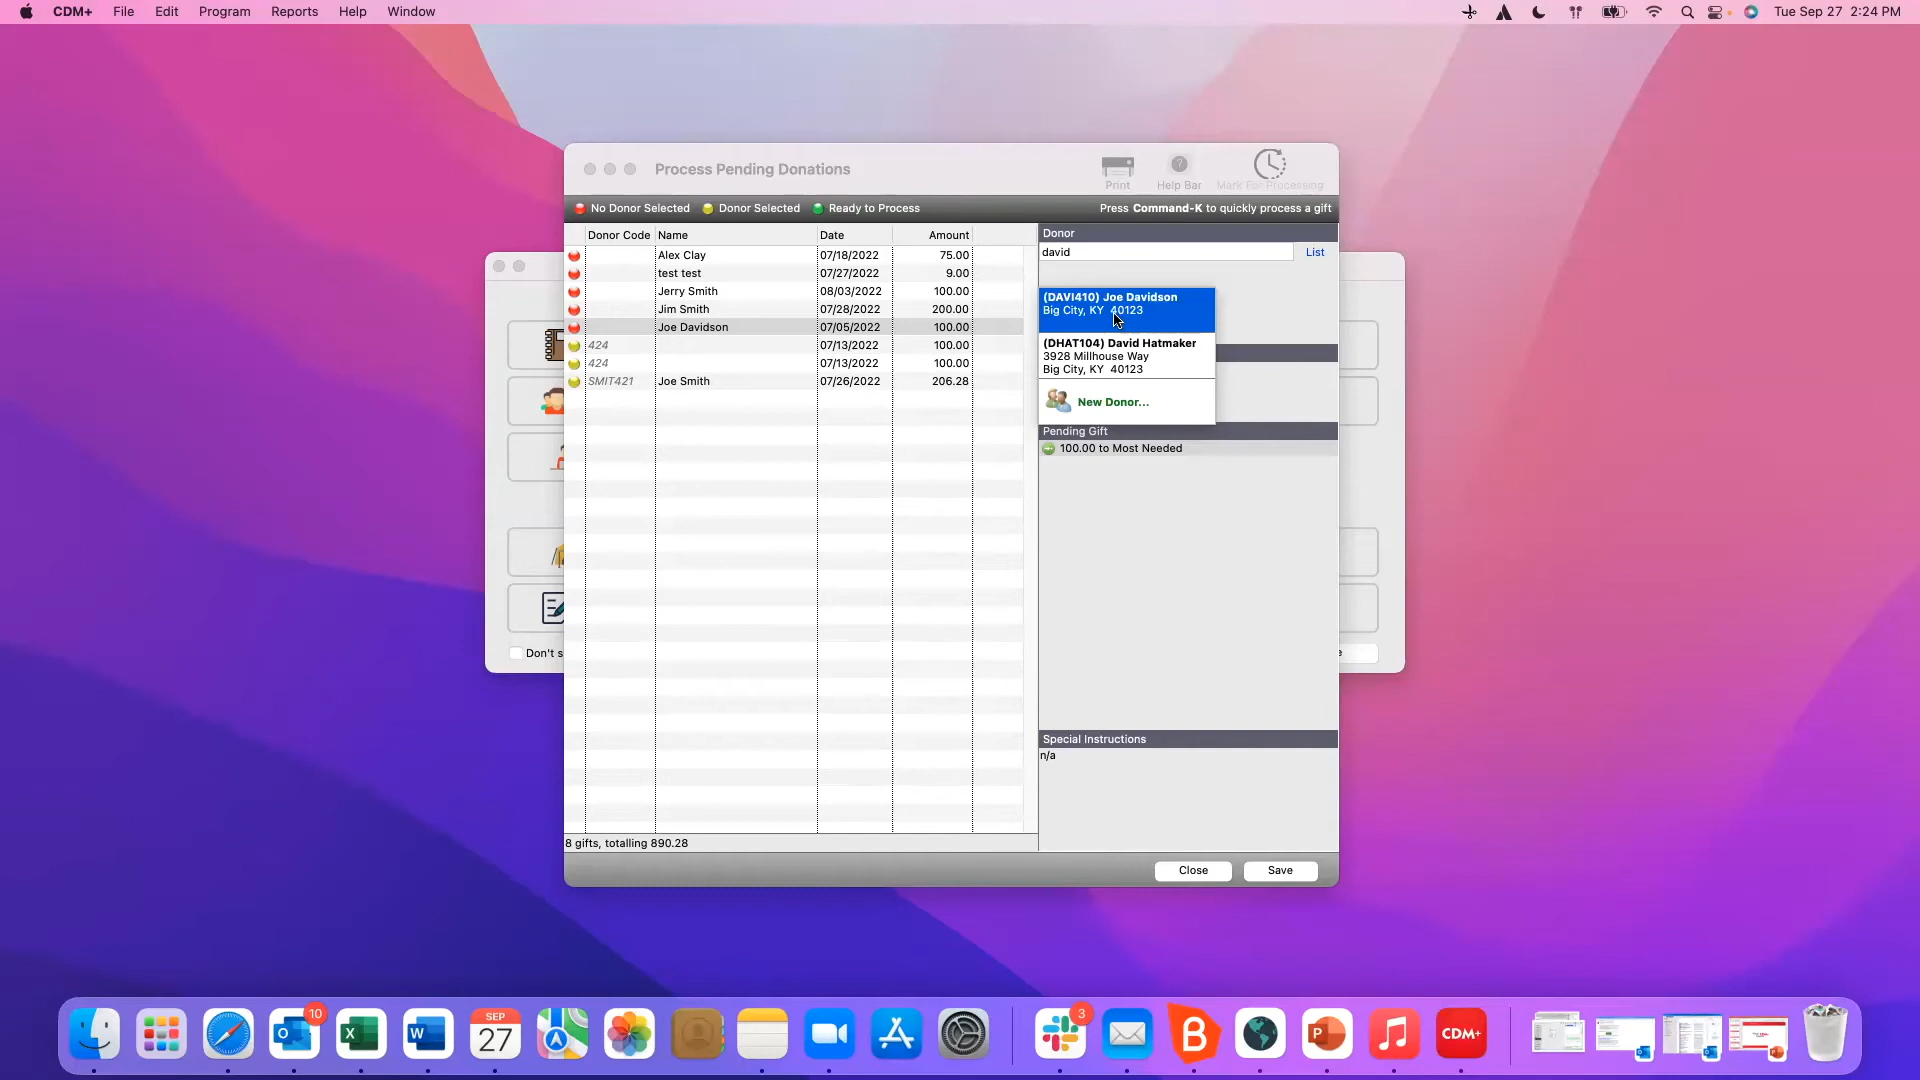 CDM+ File Edit Program Reports Help Window Tue Sep 27 2:24 PM
Process Pending Donations
Print Help Bar Mark For Processing
No Donor Selected Donor Selected Ready to Process Press Command-K to quickly process a gift
Donor Code Name Date Amount
Alex Clay 07/18/2022 75.00
test test 07/27/2022 9.00
Jerry Smith 08/03/2022 100.00
Jim Smith 07/28/2022 200.00
Joe Davidson 07/05/2022 100.00
424 07/13/2022 100.00
424 07/13/2022 100.00
SMIT421 Joe Smith 07/26/2022 206.28
8 gifts, totalling 890.28
Donor
david List
(DAVI410) Joe Davidson
Big City, KY 40123
(DHAT104) David Hatmaker
3928 Millhouse Way
Big City, KY 40123
New Donor...
Pending Gift
100.00 to Most Needed
Special Instructions
n/a
Close Save
Don't s
e
10
SEP
27
3
CDM+